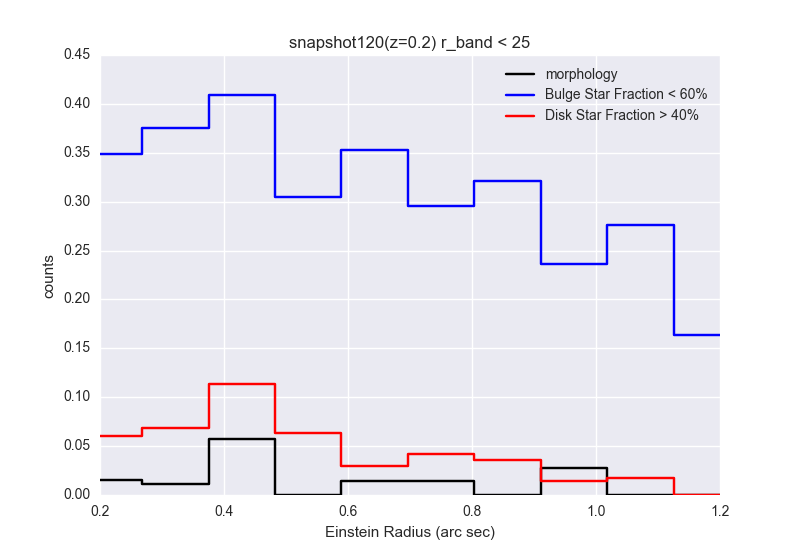 snapshot120(z=0.2) r_band < 25
morphology
Bulge Star Fraction < 60%
Disk Star Fraction > 40%
counts
0.45
0.40
0.35
0.30
0.25
0.20
0.15
0.10
0.05
0.00
0.2 0.4 0.6 0.8 1.0 1.2
Einstein Radius (arc sec)